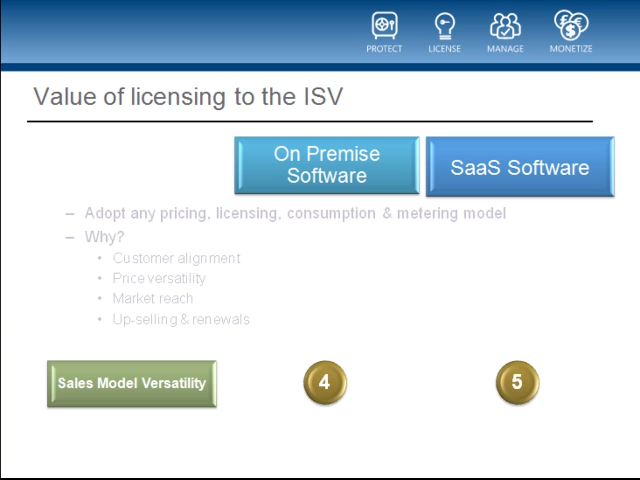 PROTECT LICENSE MANAGE MONETIZE
Value of licensing to the ISV
On Premise
Software
SaaS Software
– Adopt any pricing, licensing, consumption & metering model
– Why?
• Customer alignment
• Price versatility
• Market reach
• Up-selling & renewals
Sales Model Versatility 4 5